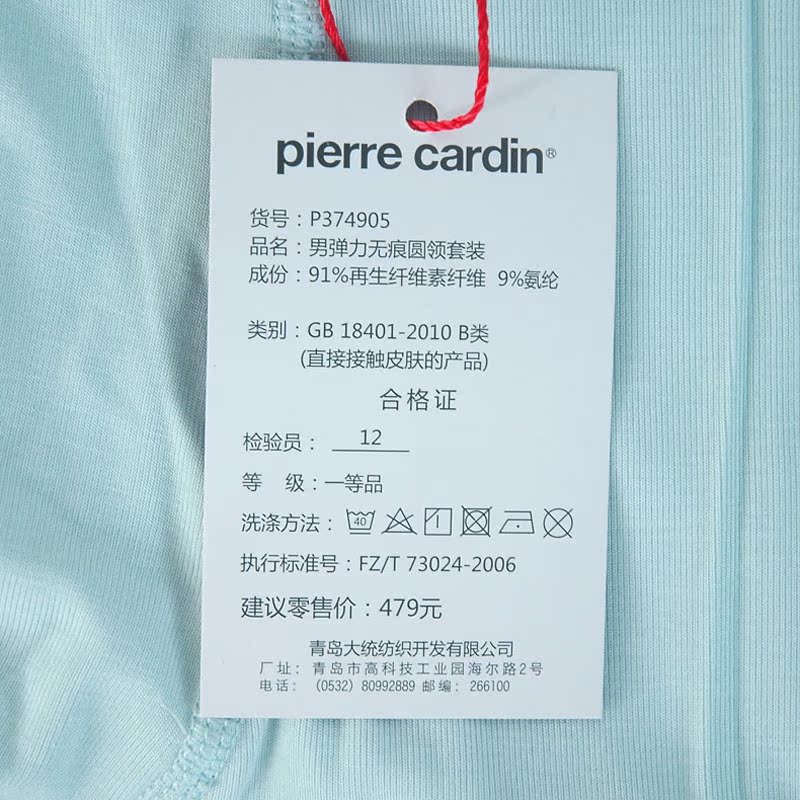 pierre cardin®
货号：P374905
品名：男弹力无痕圆领套装
成份：91%再生纤维素纤维 9%氨纶
类别：GB 18401-2010 B类
(直接接触皮肤的产品)
合格证
检验员： 12
等 级：一等品
洗涤方法： 40
执行标准号：FZ/T 73024-2006
建议零售价：479元
青岛大统纺织开发有限公司
厂址：青岛市高科技工业园海尔路2号
电话：（0532）80992889 邮编：266100